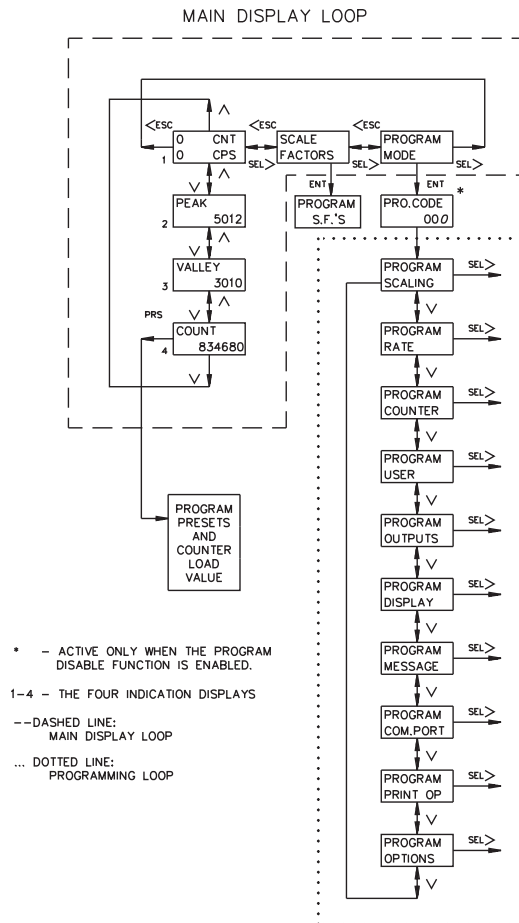 MAIN DISPLAY LOOP
<ESC
0 CNT
0 CPS
1
SEL>
<ESC
SCALE
FACTORS
SEL>
<ESC
PROGRAM
MODE
SEL>
ENT
PROGRAM
S.F.'S
ENT
*
PRO.CODE
000
PEAK
5012
2
VALLEY
3010
3
PRS
COUNT
834680
4
PROGRAM
PRESETS
AND
COUNTER
LOAD
VALUE
PROGRAM
SCALING
SEL>
PROGRAM
RATE
SEL>
PROGRAM
COUNTER
SEL>
PROGRAM
USER
SEL>
PROGRAM
OUTPUTS
SEL>
PROGRAM
DISPLAY
SEL>
PROGRAM
MESSAGE
SEL>
PROGRAM
COM.PORT
SEL>
PROGRAM
PRINT OP
SEL>
PROGRAM
OPTIONS
SEL>
* - ACTIVE ONLY WHEN THE PROGRAM
DISABLE FUNCTION IS ENABLED.
1-4 - THE FOUR INDICATION DISPLAYS
--DASHED LINE:
MAIN DISPLAY LOOP
... DOTTED LINE:
PROGRAMMING LOOP